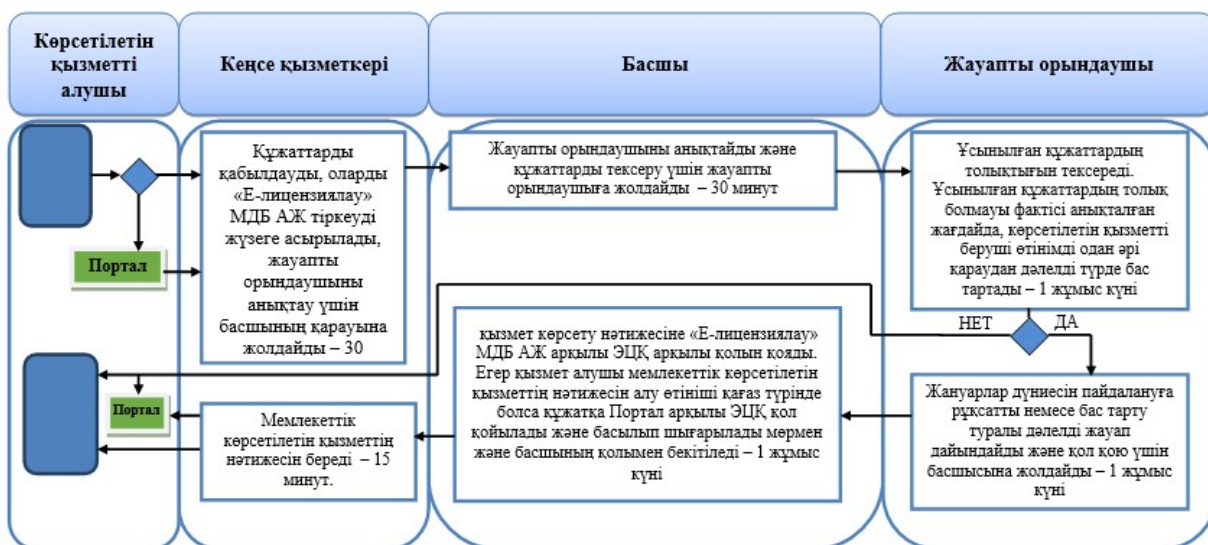 Көрсетілетін
қызметті
алушы
Кеңсе қызметкері
Басшы
Жауапты орындаушы
Құжаттарды
қабылдауды, оларды
«Е-лицензиялау»
МДБ АЖ тіркеуді
жүзеге асырылады,
жауапты
орындаушыны
анықтау үшін
басшының қарауына
жолдайды – 30
Жауапты орындаушыны анықтайды және
құжаттарды тексеру үшін жауапты
орындаушыға жолдайды – 30 минут
Ұсынылған құжаттардың
толықтығын тексереді.
Ұсынылған құжаттардың толық
болмауы фактісі анықталған
жағдайда, көрсетілетін қызметті
беруші өтінімді одан әрі
қараудан дәлелді түрде бас
тартады – 1 жұмыс күні
Портал
НЕТ
ДА
қызмет көрсету нәтижесіне «Е-лицензиялау»
МДБ АЖ арқылы ЭЦҚ арқылы қолын қояды.
Егер қызмет алушы мемлекеттік көрсетілетін
қызметтің нәтижесін алу өтініші қағаз түрінде
болса құжатқа Портал арқылы ЭЦК қол
қойылады және басылып шығарылады мөрмен
және басшының қолымен бекітіледі – 1 жұмыс
күні
Жануарлар дүниесін пайдалануға
рұқсатты немесе бас тарту
туралы дәлелді жауап
дайындайды және қол қою үшін
басшысына жолдайды – 1 жұмыс
күні
Портал
Мемлекеттік
көрсетілетін қызметтің
нәтижесін береді – 15
минут.